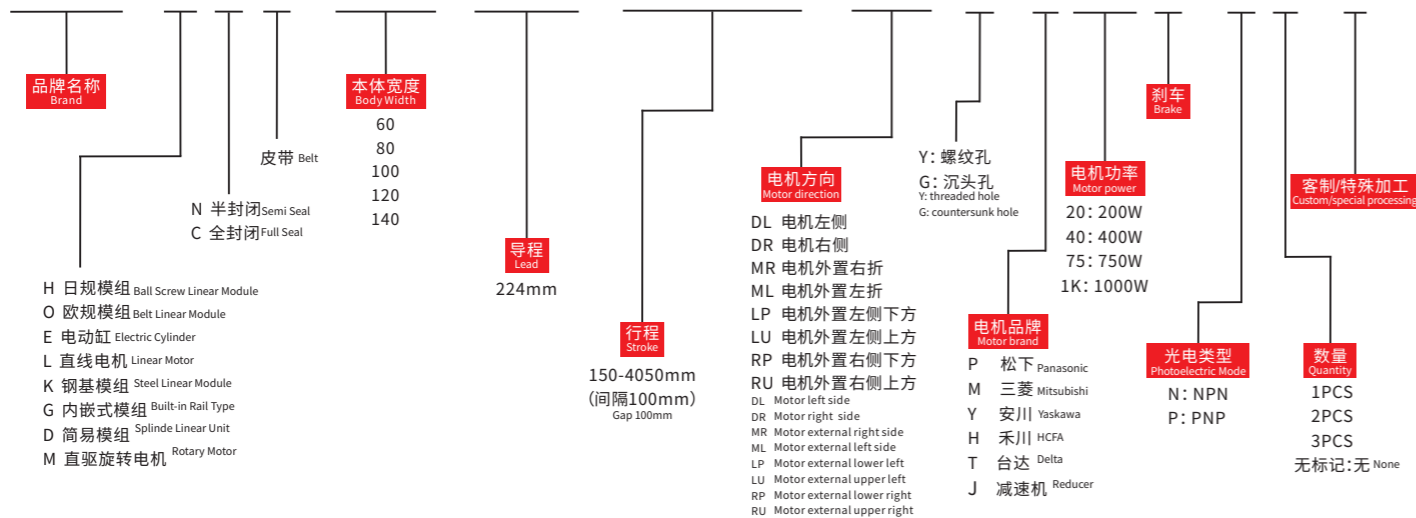 品牌名称
Brand
H 日规模组 Ball Screw Linear Module
O 欧规模组 Belt Linear Module
E 电动缸 Electric Cylinder
L 直线电机 Linear Motor
K 钢基模组 Steel Linear Module
G 内嵌式模组 Built-in Rail Type
D 简易模组 Splinde Linear Unit
M 直驱旋转电机 Rotary Motor
N 半封闭 Semi Seal
C 全封闭 Full Seal
皮带 Belt
本体宽度
Body Width
60
80
100
120
140
导程
Lead
224mm
行程
Stroke
150-4050mm
（间隔100mm）
Gap 100mm
电机方向
Motor direction
DL 电机左侧
DR 电机右侧
MR 电机外置右折
ML 电机外置左折
LP 电机外置左侧下方
LU 电机外置左侧上方
RP 电机外置右侧下方
RU 电机外置右侧上方
DL Motor left side
DR Motor right side
MR Motor external right side
ML Motor external left side
LP Motor external lower left
LU Motor external upper left
RP Motor external lower right
RU Motor external upper right
Y：螺纹孔
G：沉头孔
Y: threaded hole
G: countersunk hole
电机品牌
Motor brand
P 松下 Panasonic
M 三菱 Mitsubishi
Y 安川 Yaskawa
H 禾川 HCFA
T 台达 Delta
J 减速机 Reducer
电机功率
Motor power
20：200W
40：400W
75：750W
1K：1000W
刹车
Brake
光电类型
Photoelectric Mode
N：NPN
P：PNP
数量
Quantity
1PCS
2PCS
3PCS
无标记：无 None
客制/特殊加工
Custom/special processing